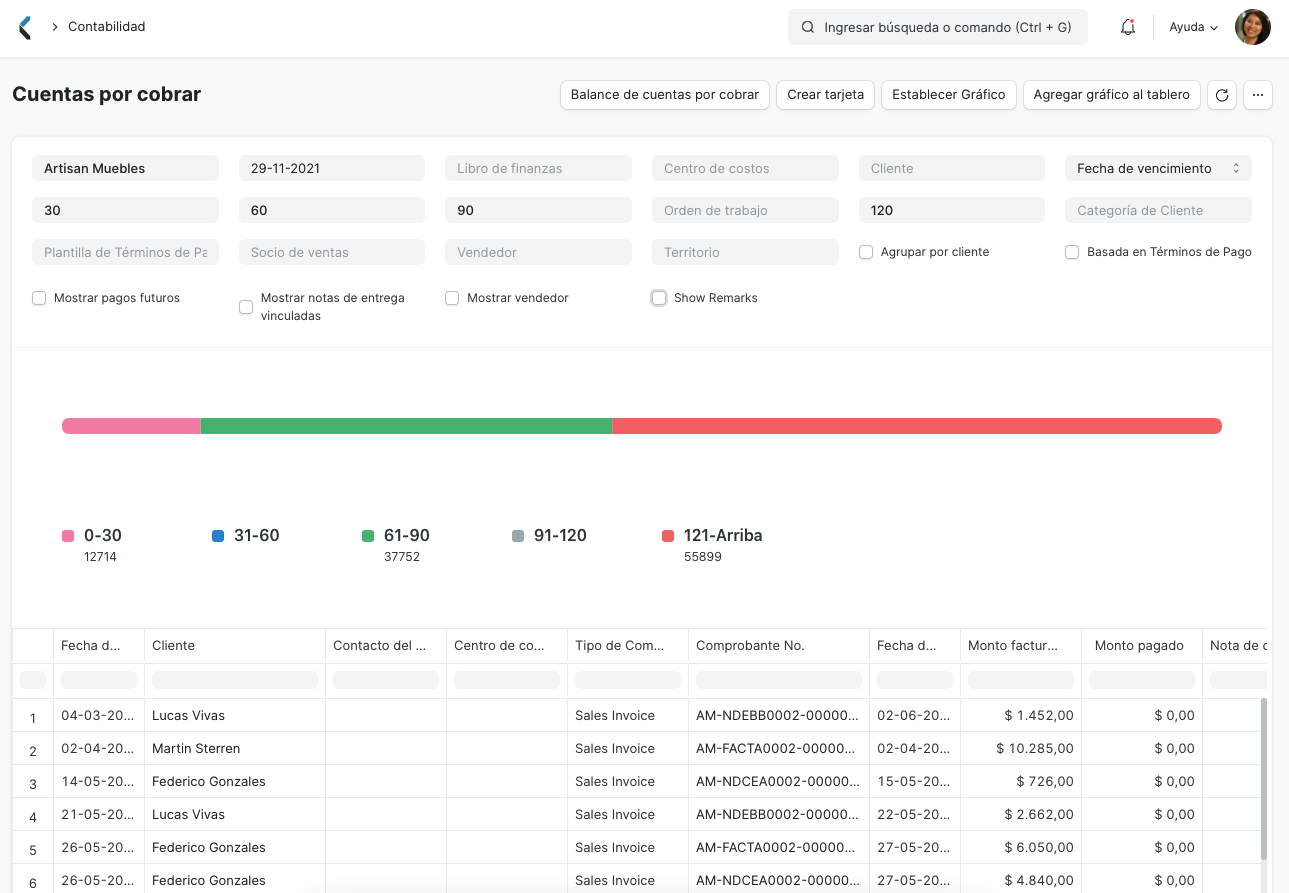 Contabilidad
Ingresar búsqueda o comando (Ctrl + G)
Ayuda
Cuentas por cobrar
Balance de cuentas por cobrar
Crear tarjeta
Establecer Gráfico
Agregar gráfico al tablero
...
Artisan Muebles
29-11-2021
Libro de finanzas
Centro de costos
Cliente
Fecha de vencimiento
30
60
90
Orden de trabajo
120
Categoría de Cliente
Plantilla de Términos de Pa
Socio de ventas
Vendedor
Territorio
Agrupar por cliente
Basada en Términos de Pago
Mostrar pagos futuros
Mostrar notas de entrega
vinculadas
Mostrar vendedor
Show Remarks
0-30
12714
31-60
61-90
37752
91-120
121-Arriba
55899
Fecha d... Cliente Contacto del ... Centro de co... Tipo de Com... Comprobante No. Fecha d... Monto factur... Monto pagado Nota de c
1 04-03-20... Lucas Vivas Sales Invoice AM-NDEBB0002-00000... 02-06-20... $ 1.452,00 $ 0,00
2 02-04-20... Martin Sterren Sales Invoice AM-FACTA0002-00000... 02-04-20... $ 10.285,00 $ 0,00
3 14-05-20... Federico Gonzales Sales Invoice AM-NDCEA0002-00000... 15-05-20... $ 726,00 $ 0,00
4 21-05-20... Lucas Vivas Sales Invoice AM-NDEBB0002-00000... 22-05-20... $ 2.662,00 $ 0,00
5 26-05-20... Federico Gonzales Sales Invoice AM-FACTA0002-00000... 27-05-20... $ 6.050,00 $ 0,00
6 26-05-20... Federico Gonzales Sales Invoice AM-NDCEA0002-00000... 27-05-20... $ 4.840,00 $ 0,00